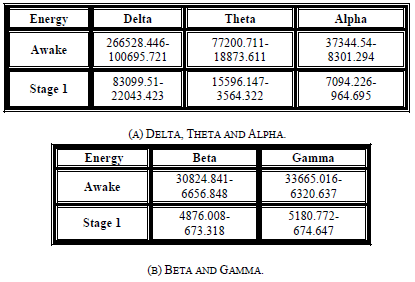 Energy Delta Theta Alpha
Awake 266528.446- 77200.711- 37344.54-
100695.721 18873.611 8301.294
Stage 1 83099.51- 15596.147- 7094.226-
22043.423 3564.322 964.695
(A) DELTA, THETA AND ALPHA.
Energy Beta Gamma
Awake 30824.841- 33665.016-
6656.848 6320.637
Stage 1 4876.008- 5180.772-
673.318 674.647
(B) BETA AND GAMMA.